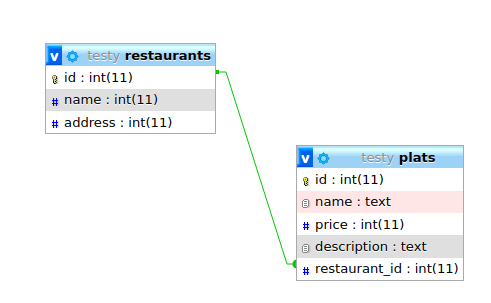 v testy restaurants
id : int(11)
# name : int(11)
# address : int(11)
v testy plats
id : int(11)
name : text
# price : int(11)
description : text
# restaurant_id : int(11)